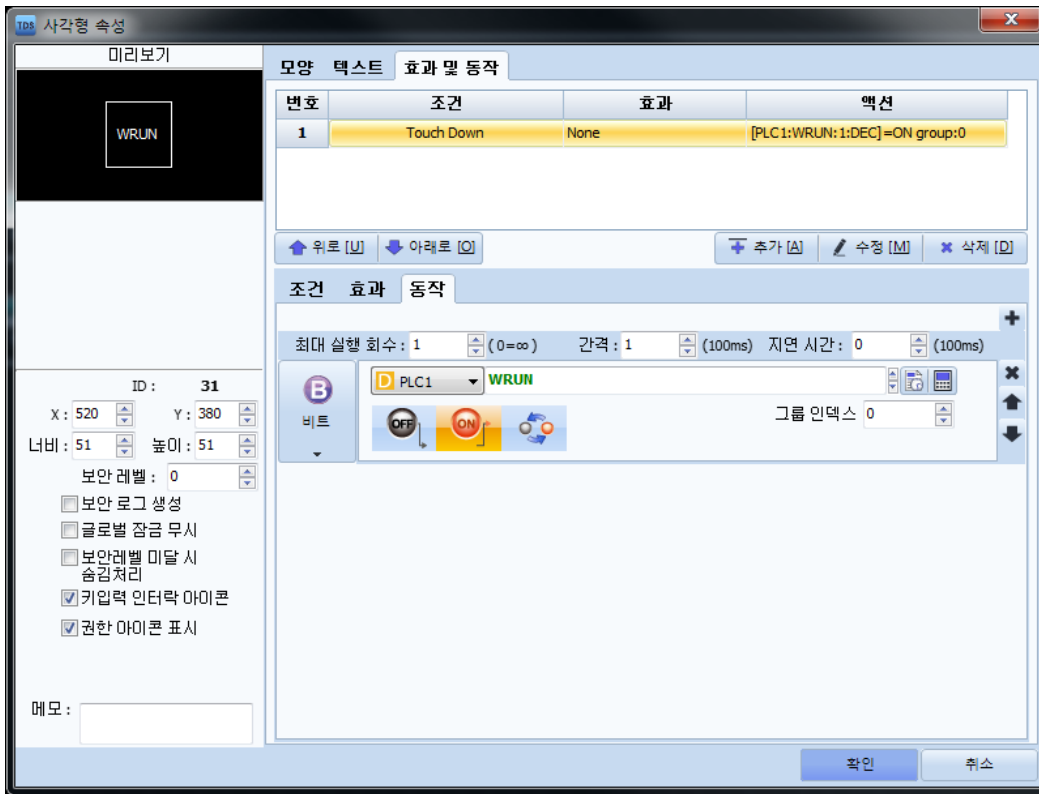 TDS 사각형 속성
미리보기
WRUN
모양 텍스트 효과 및 동작
번호 조건 효과 액션
1 Touch Down None [PLC1:WRUN:1:DEC]=ON group:0
위로 [U] 아래로 [O] 추가 [A] 수정 [M] 삭제 [D]
조건 효과 동작
최대 실행 회수 : 1 ( 0=∞ ) 간격 : 1 (100ms) 지연 시간 : 0 (100ms)
B 비트
D PLC1 WRUN
OFF ON 그룹 인덱스 0
ID : 31
X : 520 Y : 380
너비 : 51 높이 : 51
보안 레벨 : 0
보안 로그 생성
글로벌 잠금 무시
보안레벨 미달 시
숨김처리
키입력 인터락 아이콘
권한 아이콘 표시
메모 :
확인 취소